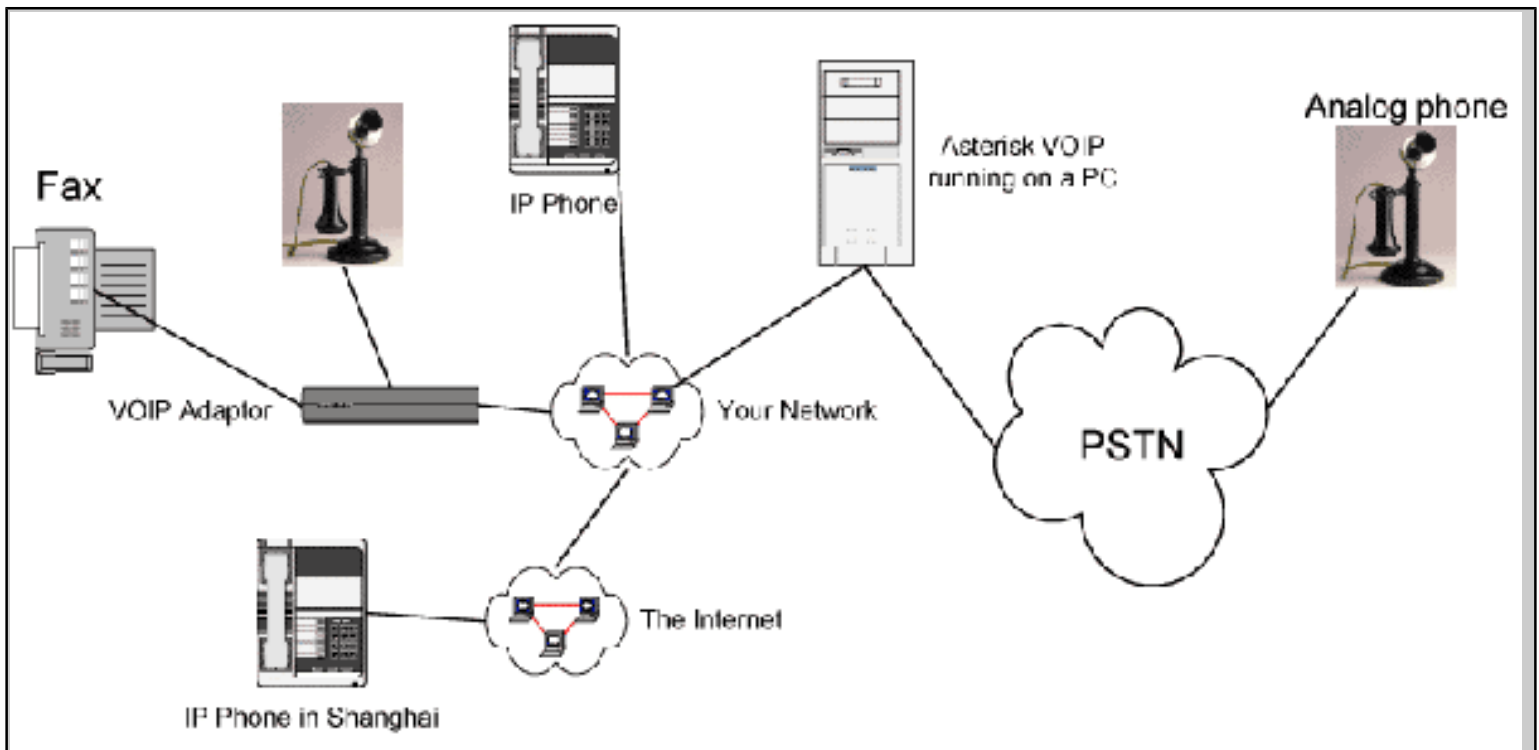 Analog phone
Fax
IP Phone
Asterisk VOIP
running on a PC
VOIP Adaptor
Your Network
PSTN
The Internet
IP Phone in Shanghai